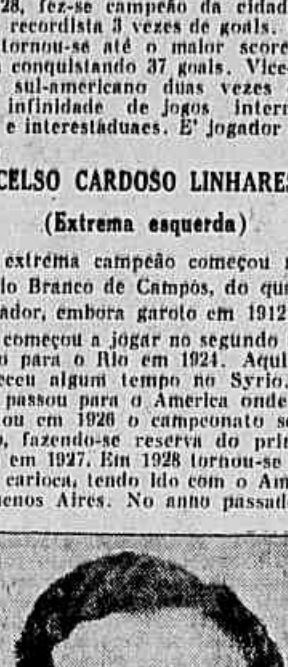 28, fez-se campeão da cidad
recordista 3 vezes de goals.
tornou-se até o maior score
conquistando 37 goals. Vice-
sul-americano duas vezes
infinidade de jogos intern
e interestaduaes. E' jogador
CELSO CARDOSO LINHARES
(Extrema esquerda)
extrema campeão começou
lo Branco de Campos, do qu
ador, embora garoto em 1912
começou a jogar no segundo
o para o Rio em 1924. Aqui
eceu algum tempo no Syrio.
passou para o America onde
ou em 1926 o campeonato se
o, fazendo-se reserva do prin
em 1927. Em 1928 tornou-se
carioca, tendo ido com o Am
uenos Aires. No anno passad